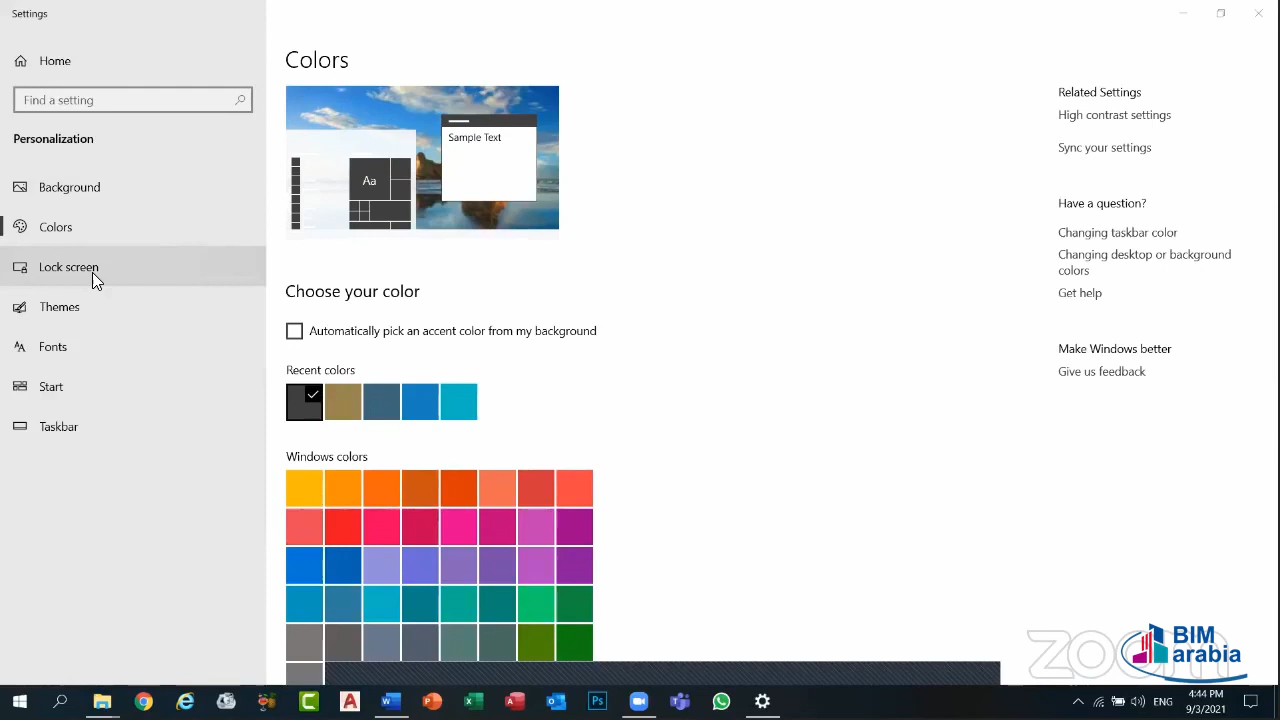 Settings
Home
Find a setting
Personalization
Background
Colors
Lock screen
Themes
Fonts
Start
Taskbar
Colors
Sample Text
Aa
Choose your color
Automatically pick an accent color from my background
Recent colors
Windows colors
Related Settings
High contrast settings
Sync your settings
Have a question?
Changing taskbar color
Changing desktop or background
colors
Get help
Make Windows better
Give us feedback
zoom
BIM
arabia
ENG
4:44 PM
9/3/2021